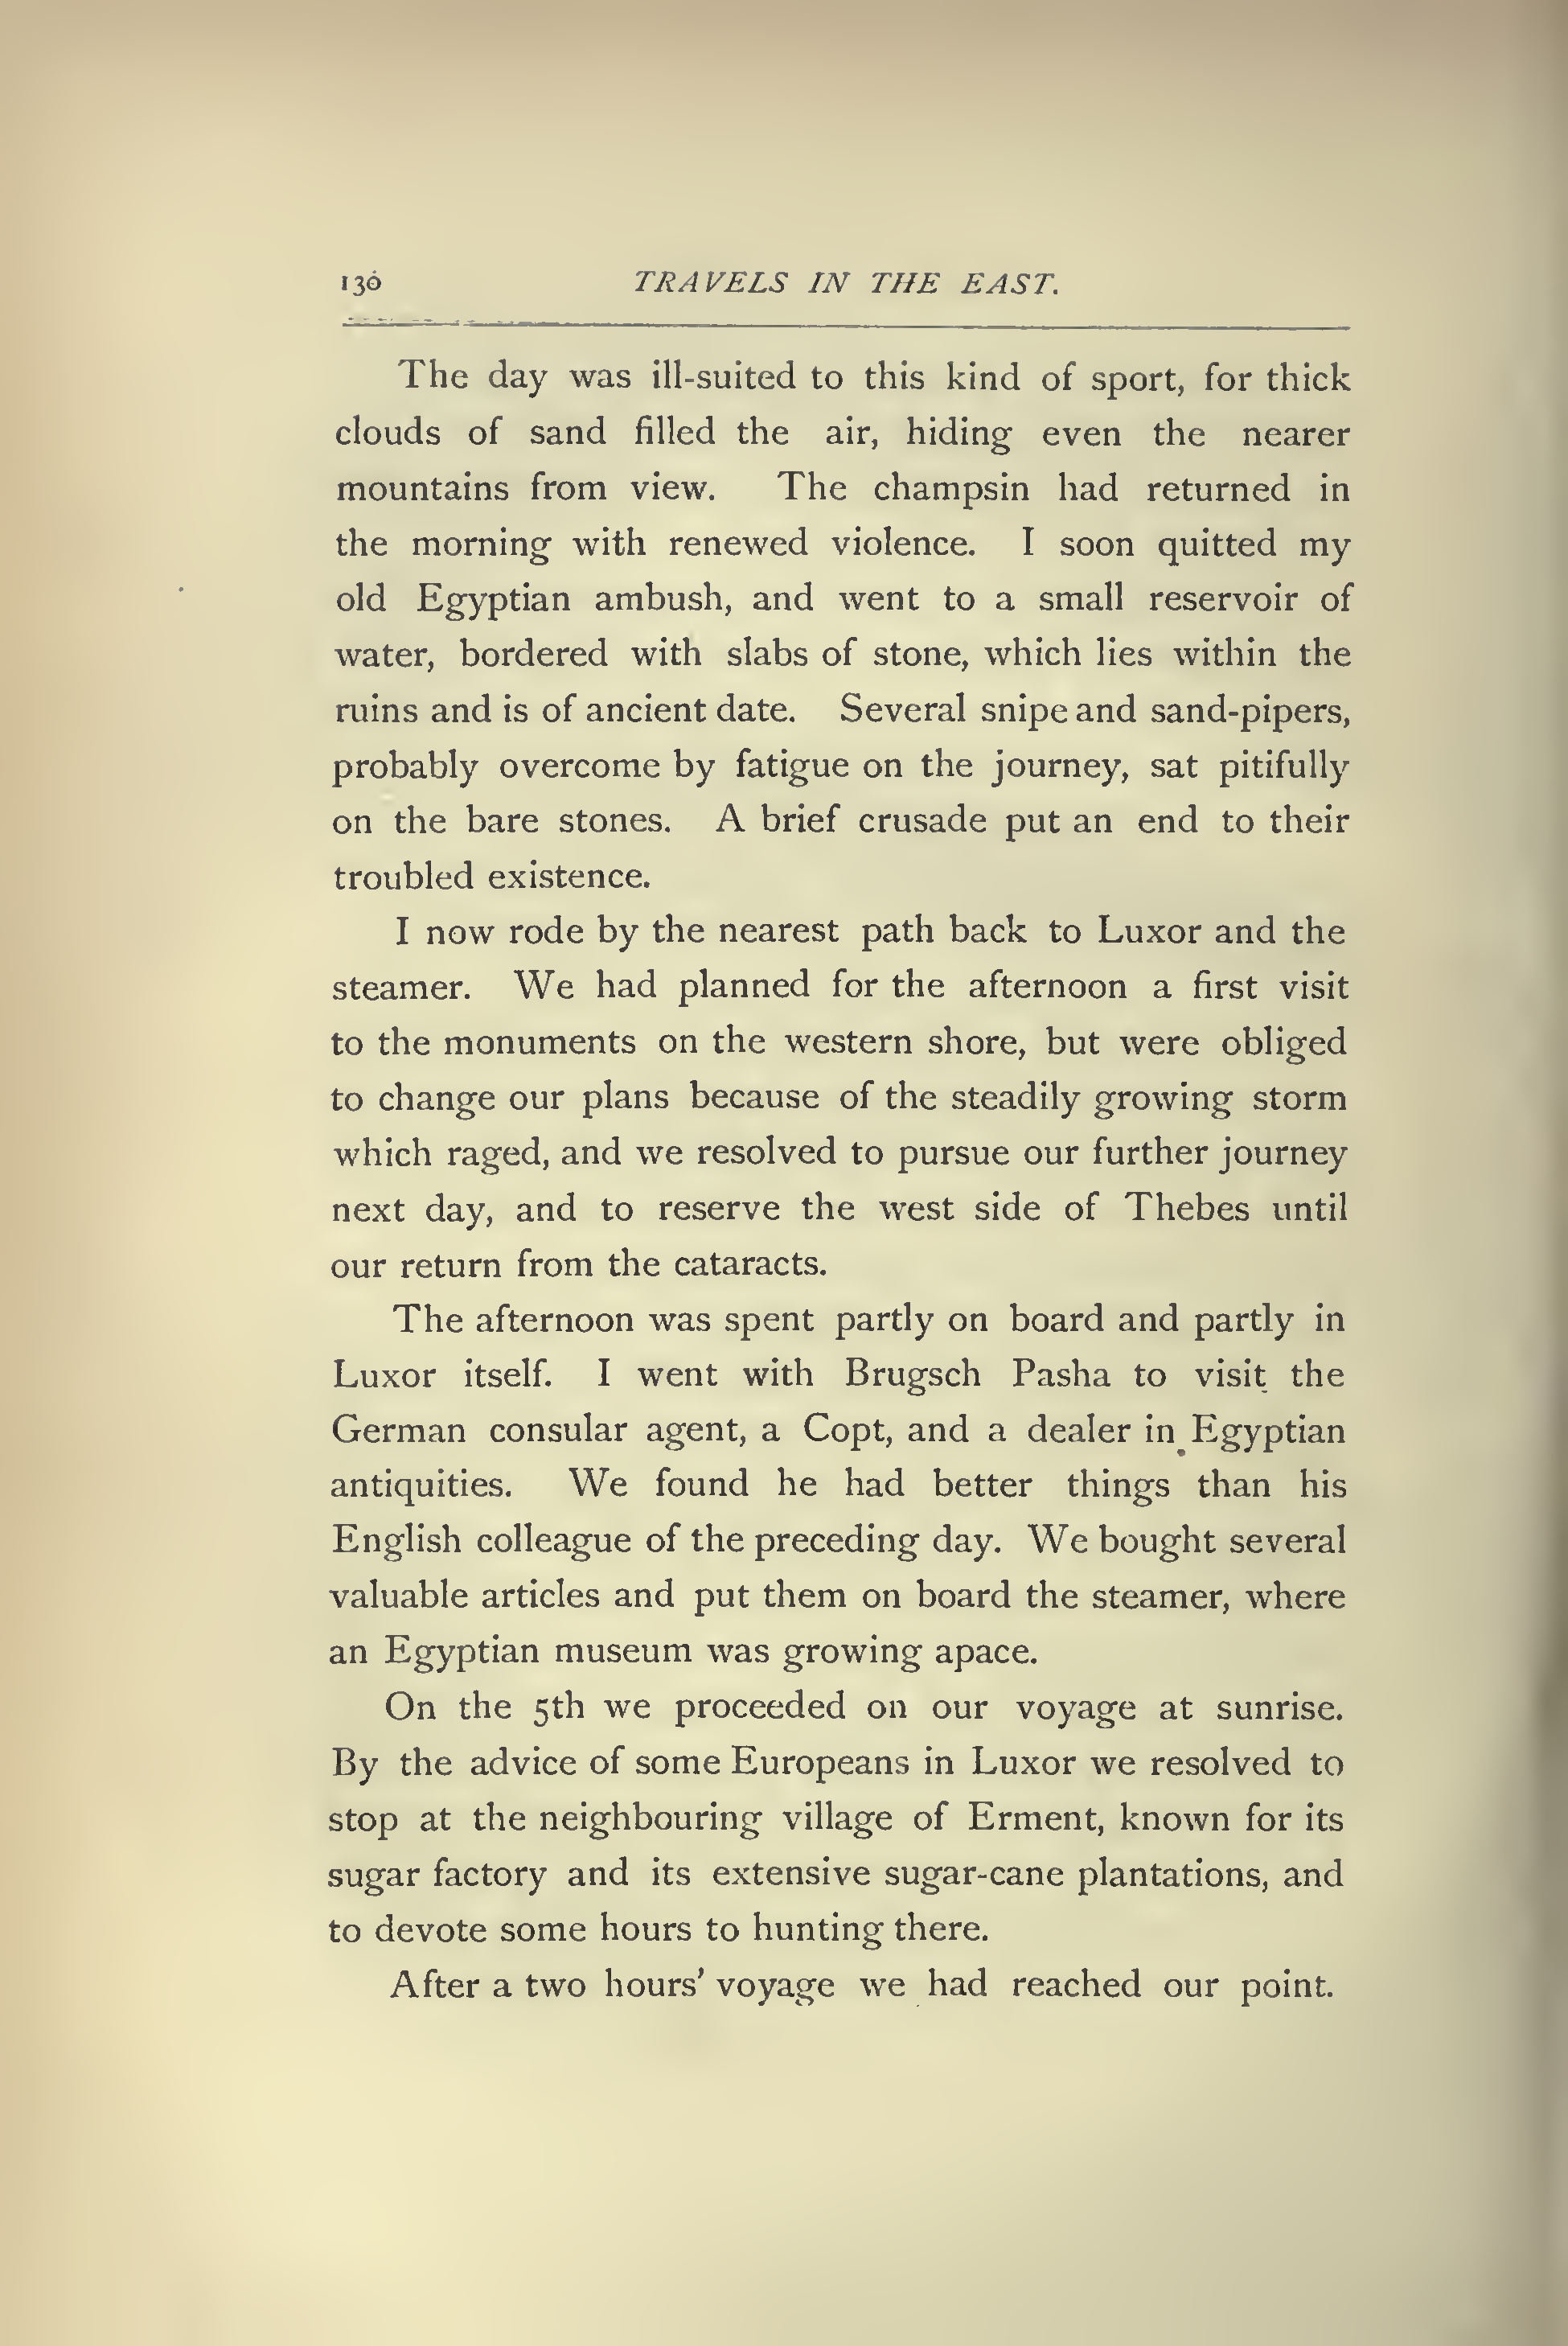 130 TRAVELS IN THE EAST.
The day was ill-suited to this kind of sport, for thick
clouds of sand filled the air, hiding even the nearer
mountains from view. The champsin had returned in
the morning with renewed violence. I soon quitted my
old Egyptian ambush, and went to a small reservoir of
water, bordered with slabs of stone, which lies within the
ruins and is of ancient date. Several snipe and sand-pipers,
probably overcome by fatigue on the journey, sat pitifully
on the bare stones. A brief crusade put an end to their
troubled existence.
I now rode by the nearest path back to Luxor and the
steamer. We had planned for the afternoon a first visit
to the monuments on the western shore, but were obliged
to change our plans because of the steadily growing storm
which raged, and we resolved to pursue our further journey
next day, and to reserve the west side of Thebes until
our return from the cataracts.
The afternoon was spent partly on board and partly in
Luxor itself. I went with Brugsch Pasha to visit the
German consular agent, a Copt, and a dealer in Egyptian
antiquities. We found he had better things than his
English colleague of the preceding day. We bought several
valuable articles and put them on board the steamer, where
an Egyptian museum was growing apace.
On the 5th we proceeded on our voyage at sunrise.
By the advice of some Europeans in Luxor we resolved to
stop at the neighbouring village of Erment, known for its
sugar factory and its extensive sugar-cane plantations, and
to devote some hours to hunting there.
After a two hours' voyage we had reached our point.